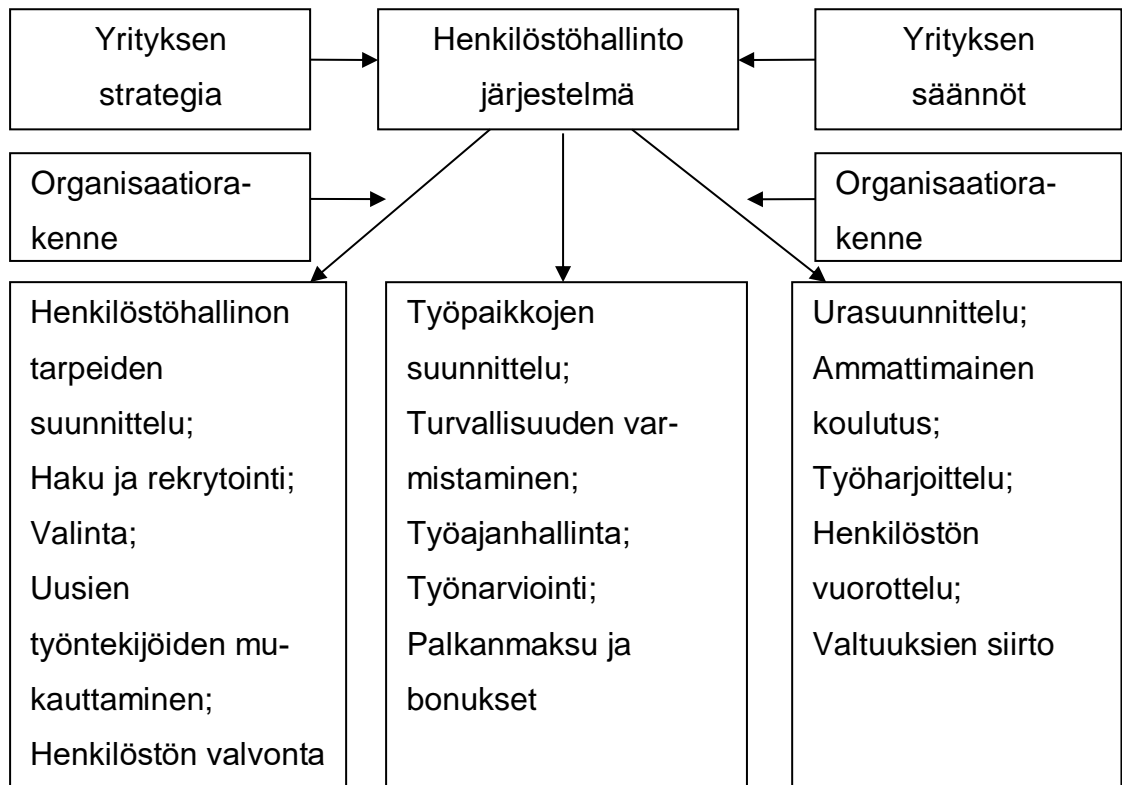 Yrityksen
strategia
Henkilöstöhallinto
järjestelmä
Yrityksen
säännöt
Organisaatiora-
kenne
Organisaatiora-
kenne
Henkilöstöhallinon
tarpeiden
suunnittelu;
Haku ja rekrytointi;
Valinta;
Uusien
työntekijöiden mu-
kauttaminen;
Henkilöstön valvonta
Työpaikkojen
suunnittelu;
Turvallisuuden var-
mistaminen;
Työajanhallinta;
Työnarviointi;
Palkanmaksu ja
bonukset
Urasuunnittelu;
Ammattimainen
koulutus;
Työharjoittelu;
Henkilöstön
vuorottelu;
Valtuuksien siirto